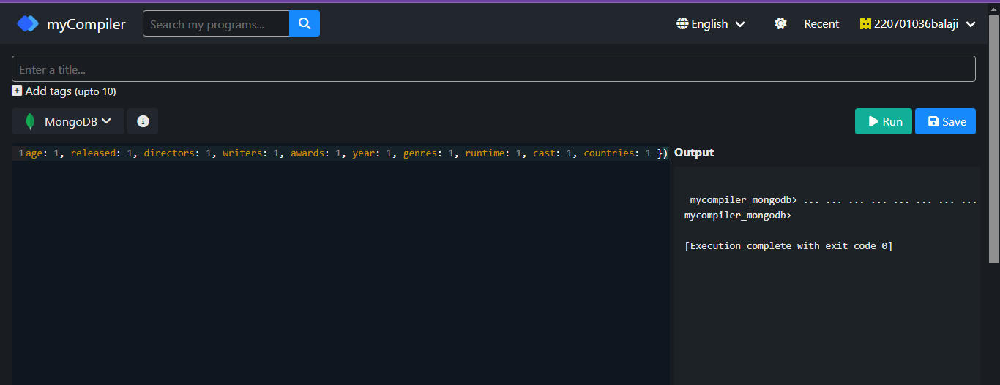 myCompiler Search my programs... English Recent 220701036balaji
Enter a title...
Add tags (upto 10)
MongoDB Run Save
1 age: 1, released: 1, directors: 1, writers: 1, awards: 1, year: 1, genres: 1, runtime: 1, cast: 1, countries: 1 })
Output
mycompiler_mongodb> ... ... ... ... ... ... ... ...
mycompiler_mongodb>
[Execution complete with exit code 0]